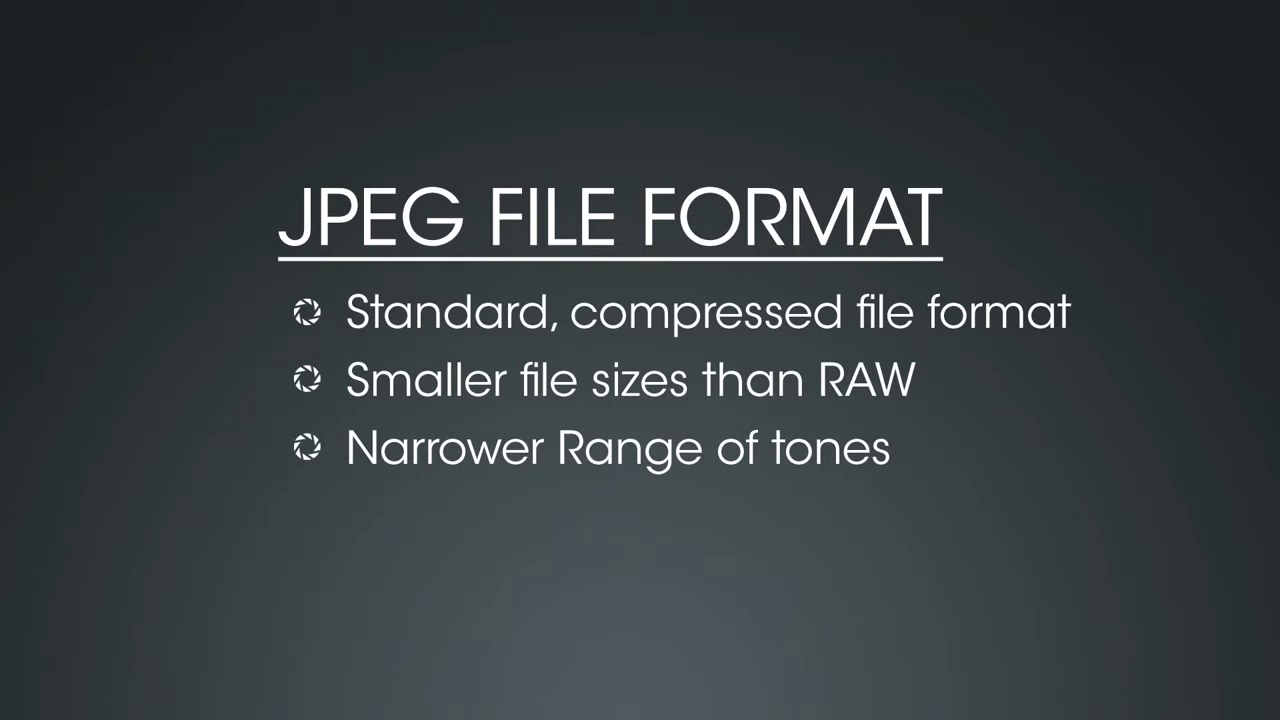 JPEG FILE FORMAT
Standard, compressed file format
Smaller file sizes than RAW
Narrower Range of tones